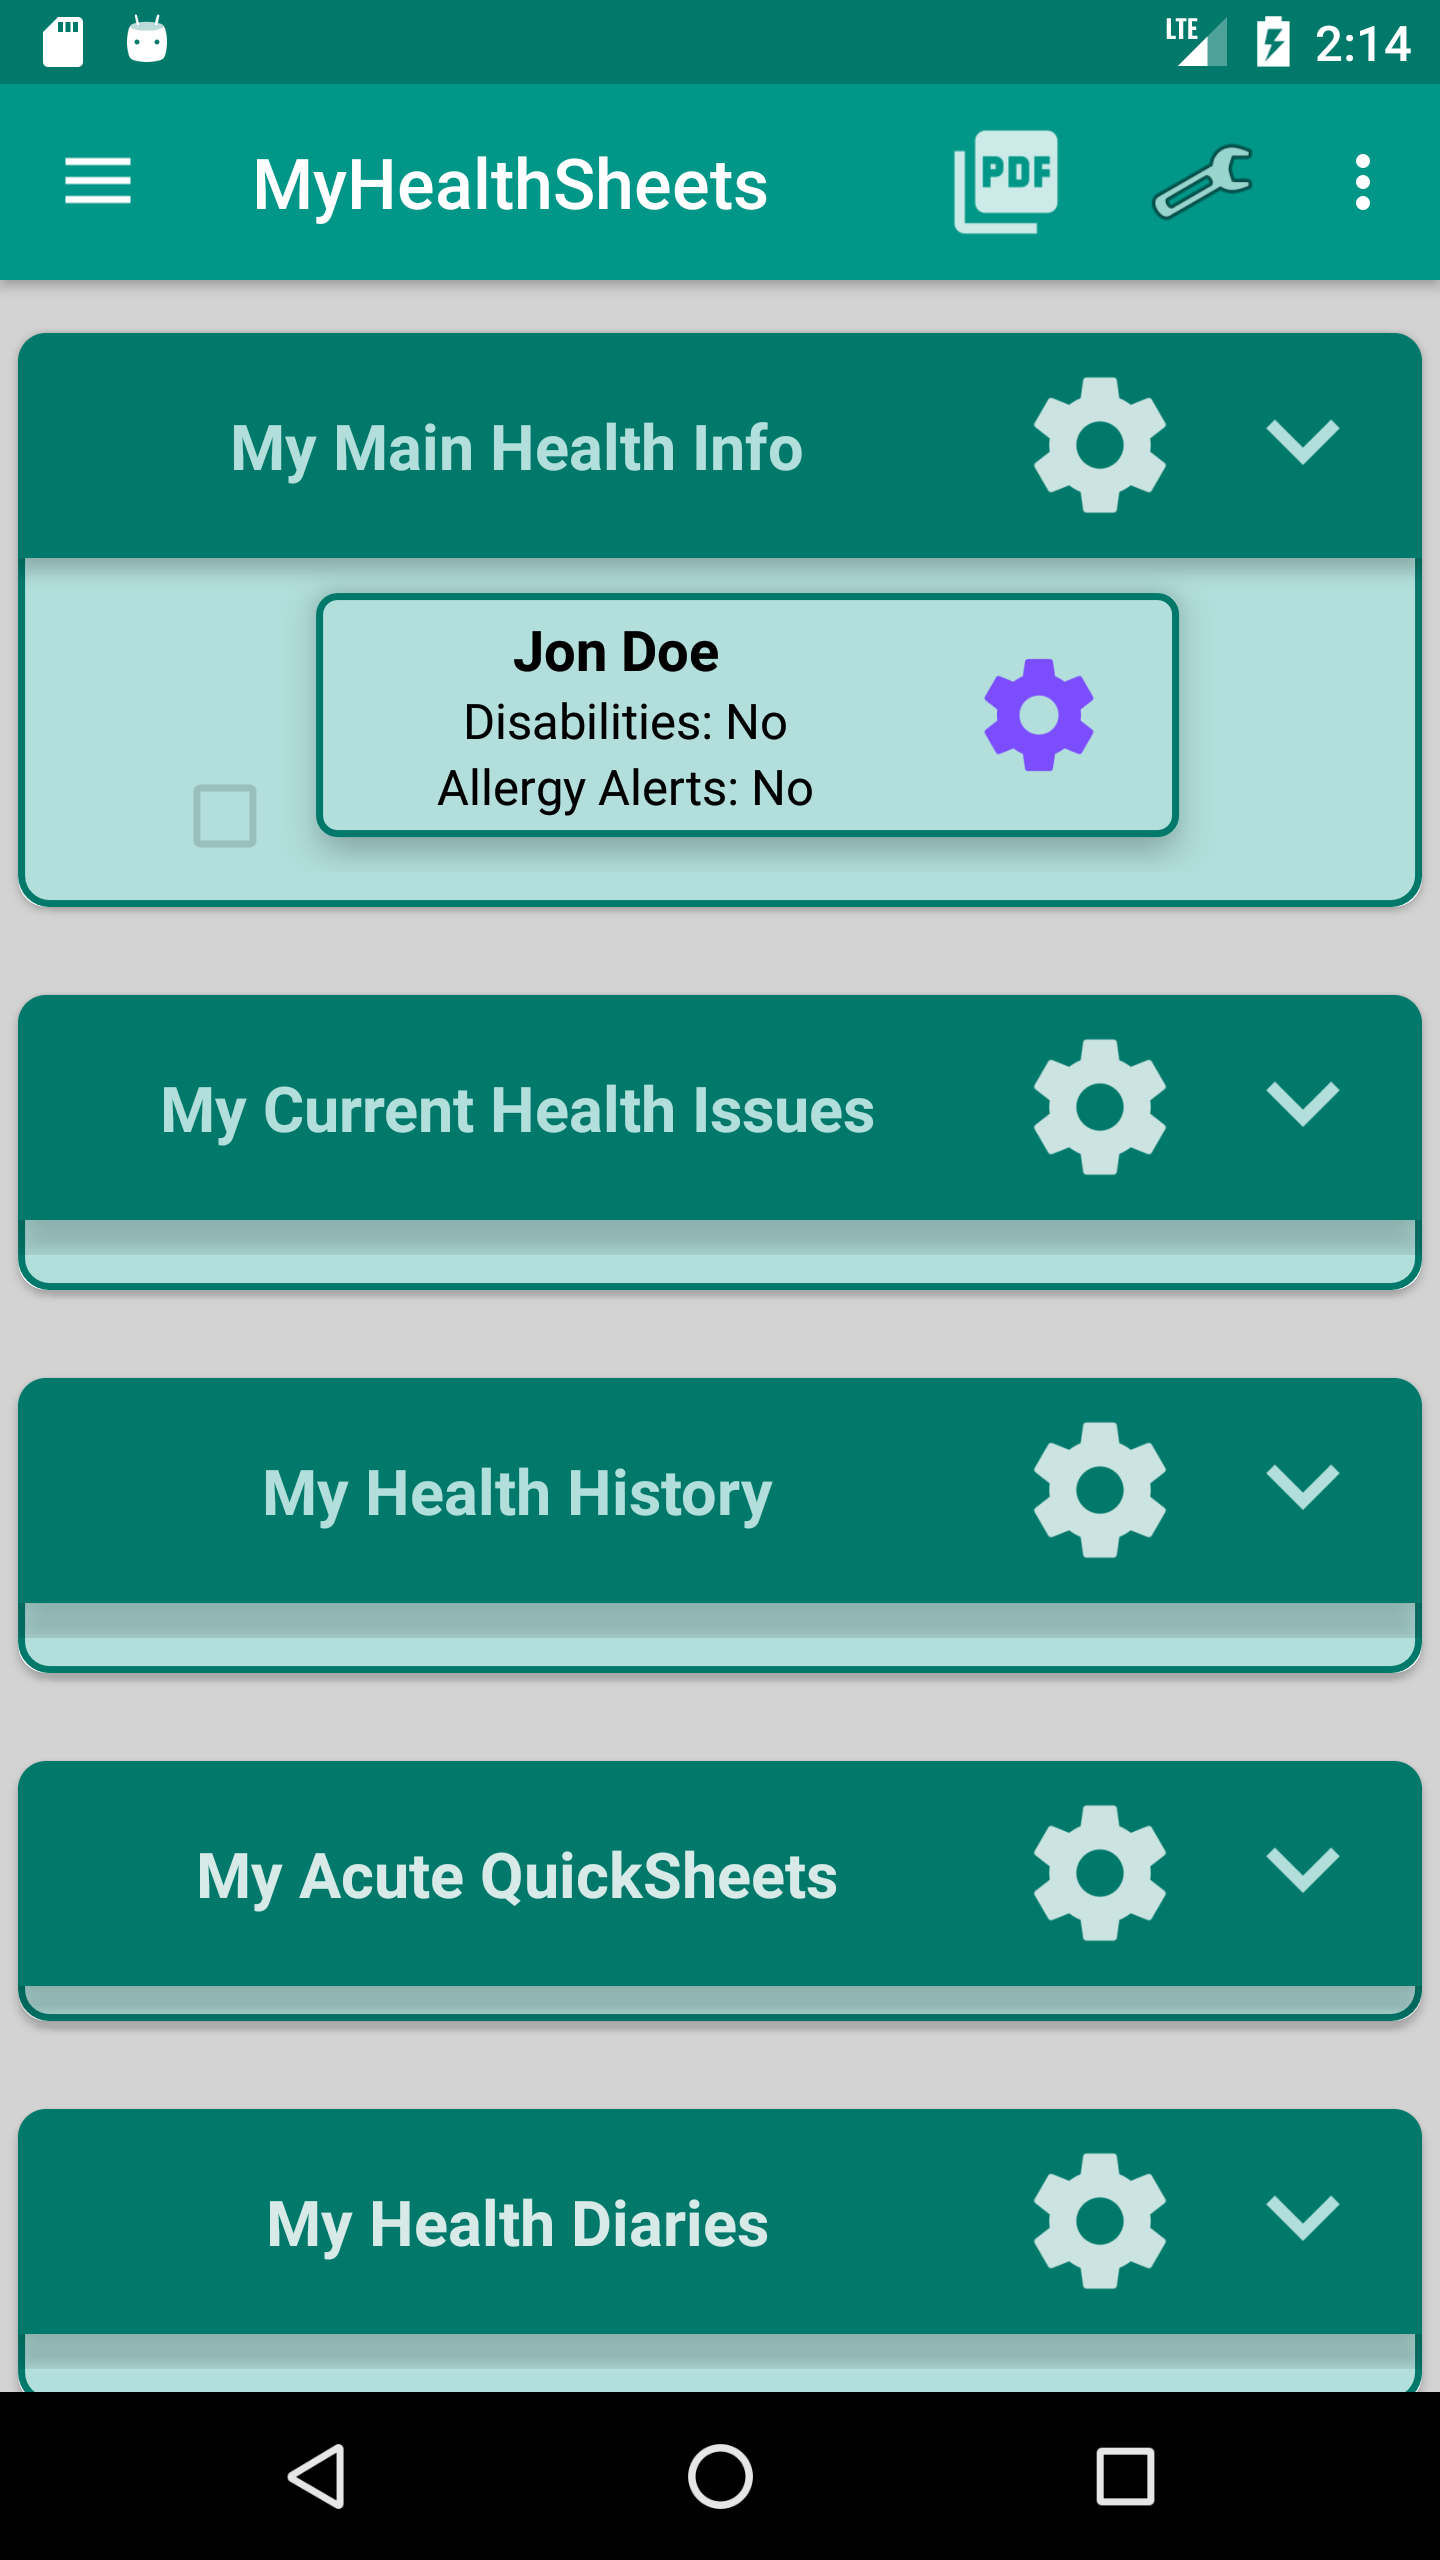 LTE 2:14
MyHealthSheets
PDF
My Main Health Info
Jon Doe
Disabilities: No
Allergy Alerts: No
My Current Health Issues
My Health History
My Acute QuickSheets
My Health Diaries